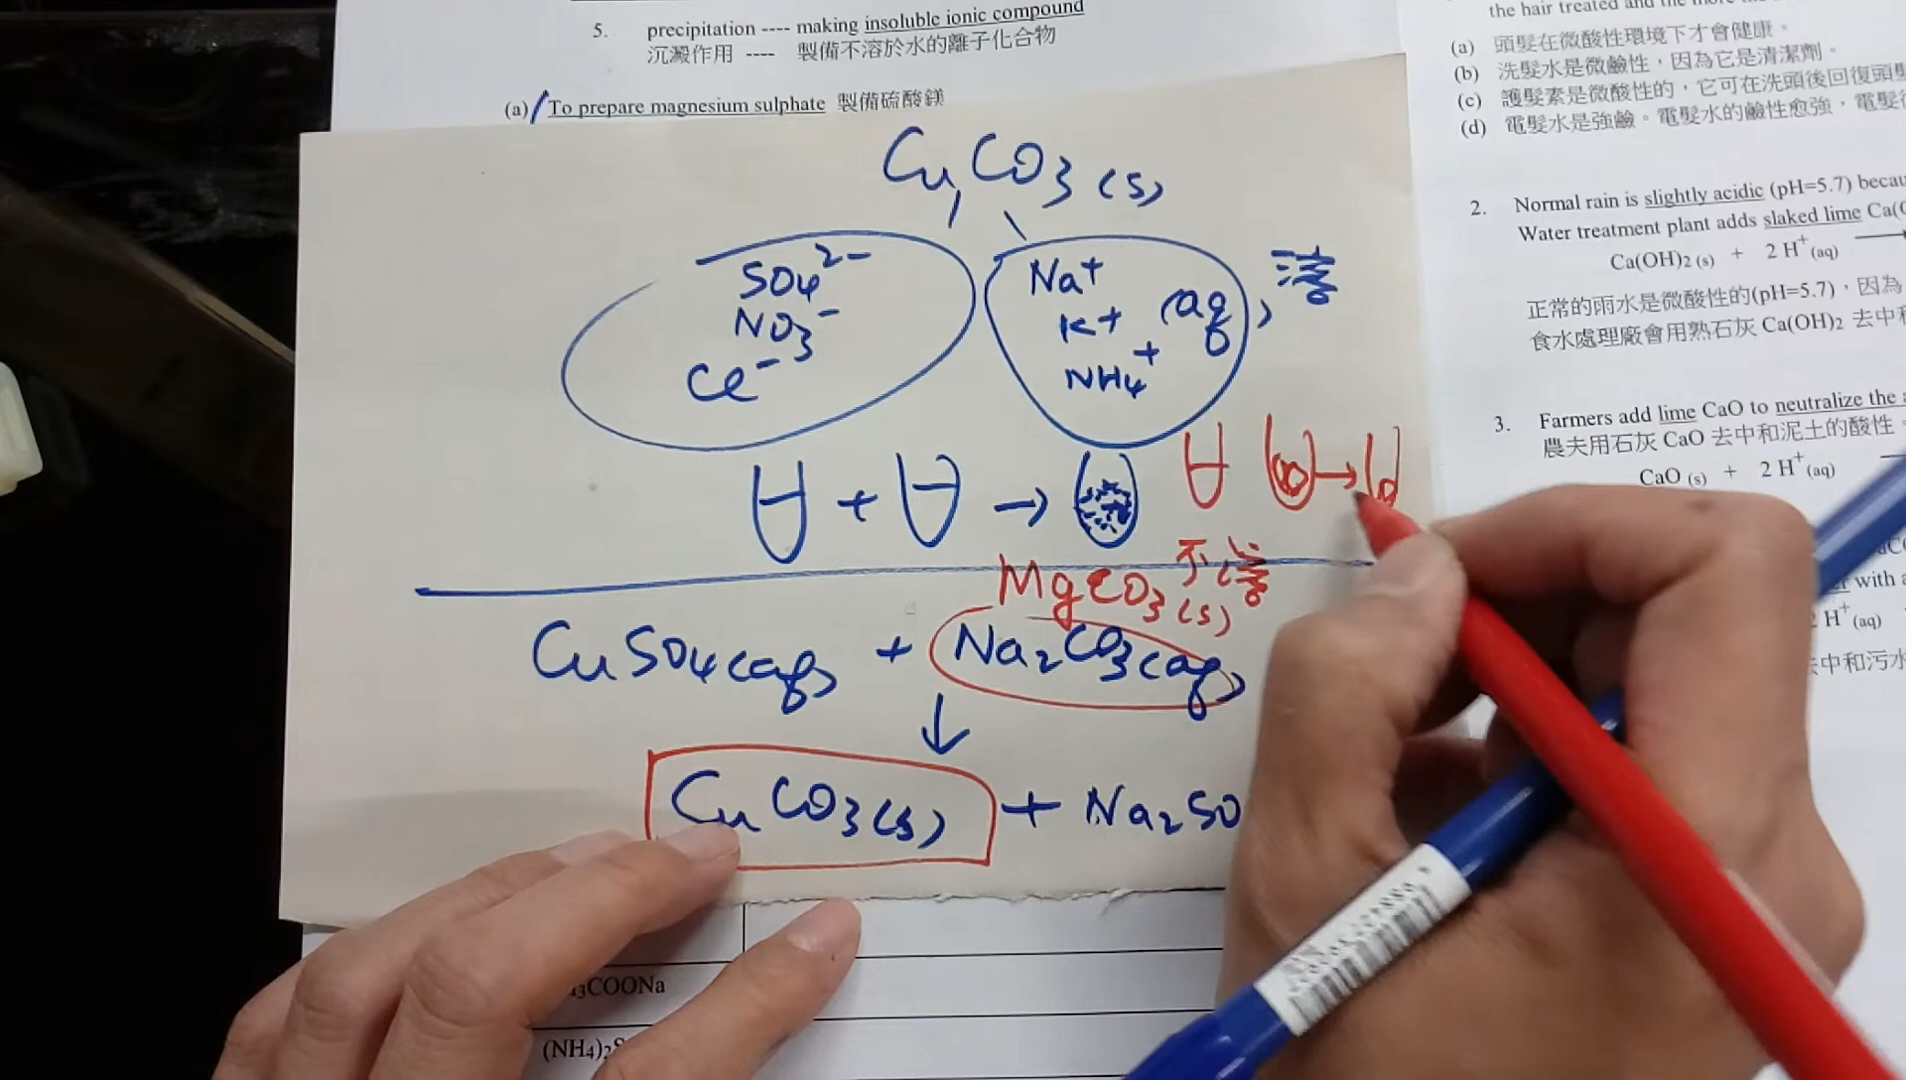 5. precipitation ---- making insoluble ionic compound
沉澱作用 ---- 製備不溶於水的離子化合物
(a) To prepare magnesium sulphate 製備硫酸鎂
CuCO3(s)
SO4 2-
NO3 -
Cl -
Na+
K+
NH4+
(aq)
溶
MgCO3(s)
不溶
CuSO4(aq) + Na2CO3(aq)
↓
CuCO3(s) + Na2SO
3COONa
(NH4)2S
the hair treated and the more
(a) 頭髮在微酸性環境下才會健康。
(b) 洗髮水是微鹼性，因為它是清潔劑。
(c) 護髮素是微酸性的，它可在洗頭後回復頭髮
(d) 電髮水是強鹼。電髮水的鹼性愈強，電髮
2. Normal rain is slightly acidic (pH=5.7) becau
Water treatment plant adds slaked lime Ca(
Ca(OH)2 (s) + 2 H+ (aq)
正常的雨水是微酸性的(pH=5.7)，因為
食水處理廠會用熟石灰 Ca(OH)2 去中和
3. Farmers add lime CaO to neutralize the a
農夫用石灰 CaO 去中和泥土的酸性。
CaO (s) + 2 H+ (aq)
with a
H+ (aq)
去中和污水